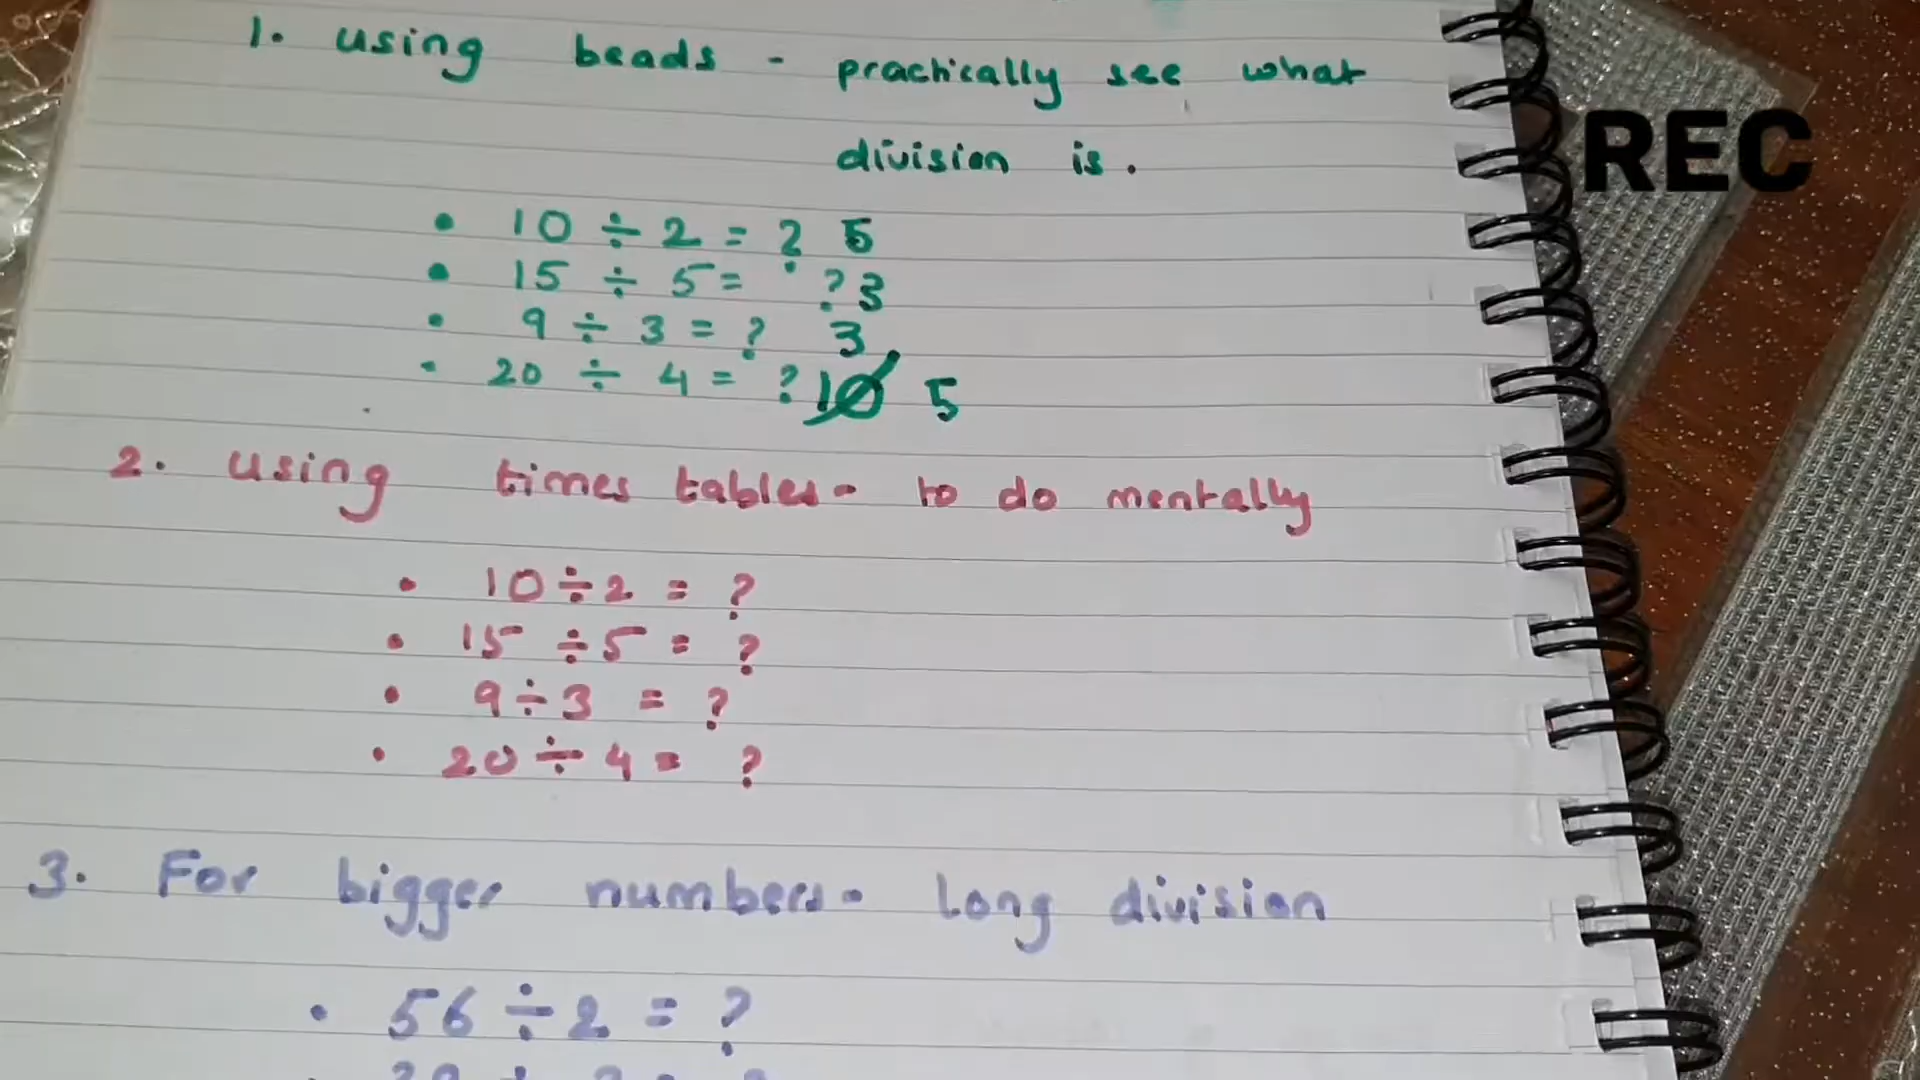 1. using beads - practically see what
REC
division is.
• 10 ÷ 2 = ? 5
• 15 ÷ 5 = ? 3
• 9 ÷ 3 = ? 3
• 20 ÷ 4 = ? 10 5
2. using times tables - to do mentally
• 10 ÷ 2 = ?
• 15 ÷ 5 = ?
• 9 ÷ 3 = ?
• 20 ÷ 4 = ?
3. For bigger numbers - long division
• 56 ÷ 2 = ?